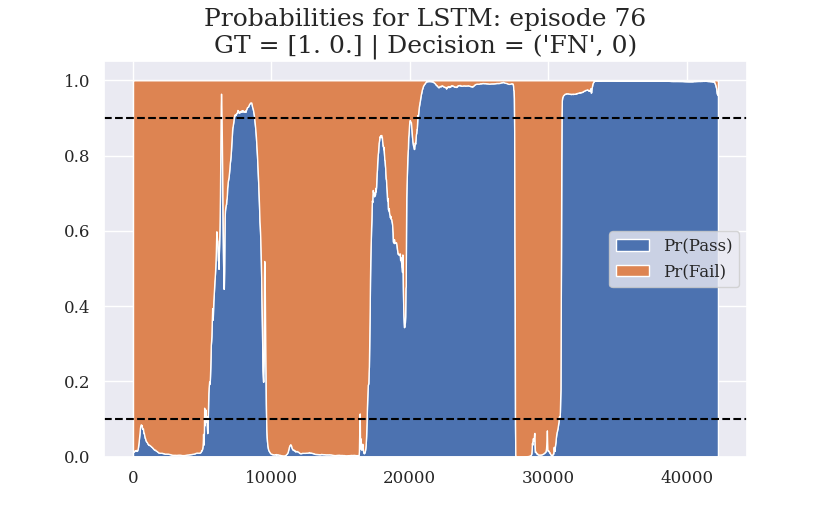 Probabilities for LSTM: episode 76
GT = [1. 0.] | Decision = ('FN', 0)
1.0
0.8
0.6
0.4
0.2
0.0
Pr(Pass)
Pr(Fail)
0
10000
20000
30000
40000